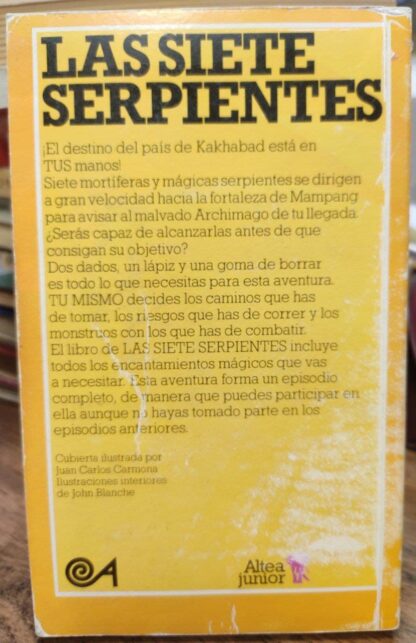 LAS SIETE
SERPIENTES
¡El destino del país de Kakhabad está en
TUS manos!
Siete mortíferas y mágicas serpientes se dirigen
a gran velocidad hacia la fortaleza de Mampang
para avisar al malvado Archimago de tu llegada.
¿Serás capaz de alcanzarlas antes de que
consigan su objetivo?
Dos dados, un lápiz y una goma de borrar
es todo lo que necesitas para esta aventura.
TU MISMO decides los caminos que has
de tomar, los riesgos que has de correr y los
monstruos con los que has de combatir.
El libro de LAS SIETE SERPIENTES incluye
todos los encantamientos mágicos que vas
a necesitar. Esta aventura forma un episodio
completo, de manera que puedes participar en
ella aunque no hayas tomado parte en los
episodios anteriores.
Cubierta ilustrada por
Juan Carlos Carmona
Ilustraciones interiores
de John Blanche
Altea
junior